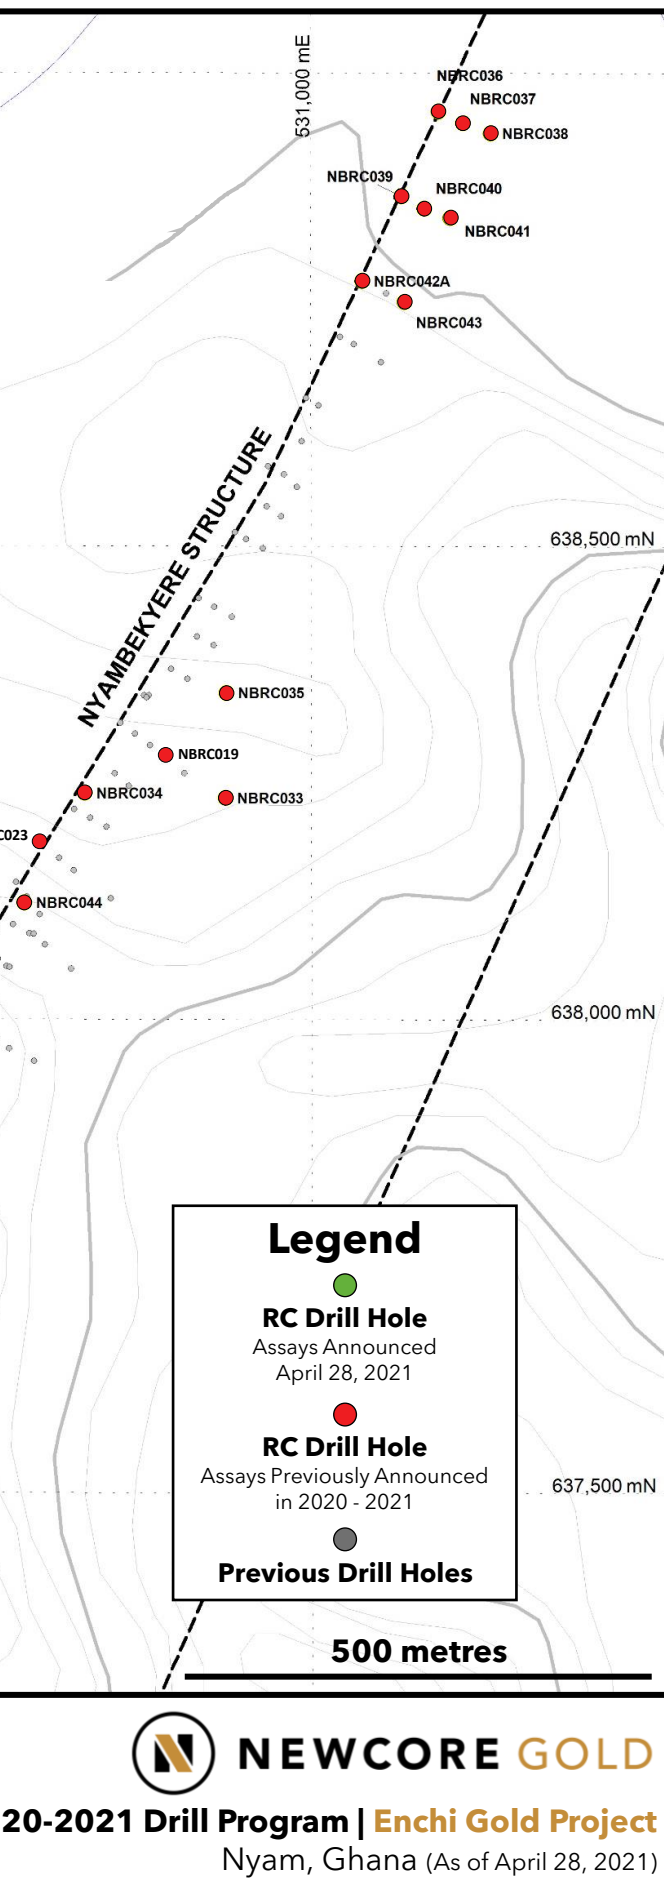 NBRC036
531,000 mE
NBRC037
NBRC038
NBRC039
NBRC040
NBRC041
NBRC042A
NBRC043
NYAMBEKYERE STRUCTURE
638,500 mN
NBRC035
NBRC019
NBRC034
NBRC033
C023
NBRC044
638,000 mN
Legend
RC Drill Hole
Assays Announced
April 28, 2021
RC Drill Hole
Assays Previously Announced
in 2020 - 2021
637,500 mN
Previous Drill Holes
500 metres
N NEWCORE GOLD
20-2021 Drill Program | Enchi Gold Project
Nyam, Ghana (As of April 28, 2021)